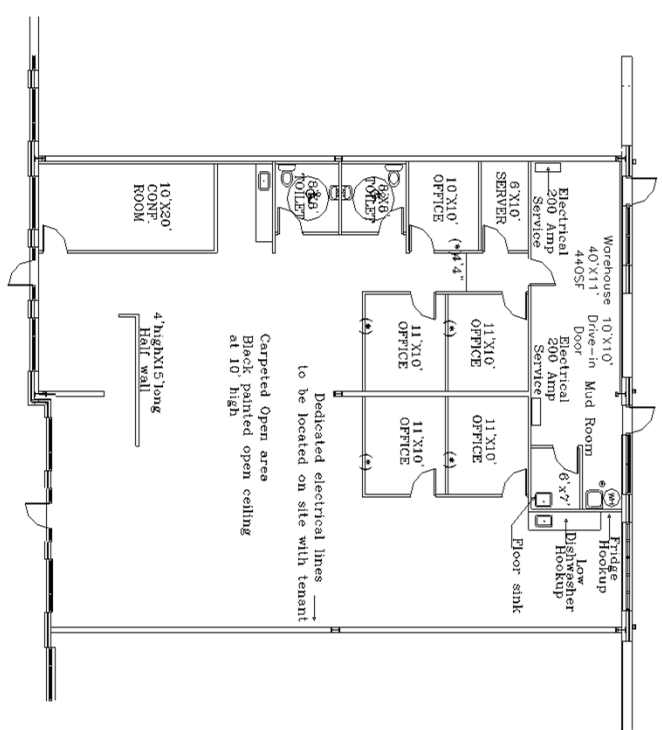 Warehouse
40'X11'
440SF
10'X10'
Drive-in
Door
Mud Room
Electrical
200 Amp
Service
Electrical
200 Amp
Service
6'X10'
SERVER
10'X10'
OFFICE
8'X8'
TOILET
8'X8'
TOILET
10'X20'
CONF.
ROOM
(*)4'4"
11'X10'
OFFICE
(*)
11'X10'
OFFICE
(*)
11'X10'
OFFICE
(*)
11'X10'
OFFICE
(*)
6'x7'
WH
Fridge
Hookup
Low
Dishwasher
Hookup
Floor sink
Dedicated electrical lines
to be located on site with tenant
Carpeted Open area
Black painted open ceiling
at 10' high
4'highX15'long
Half wall